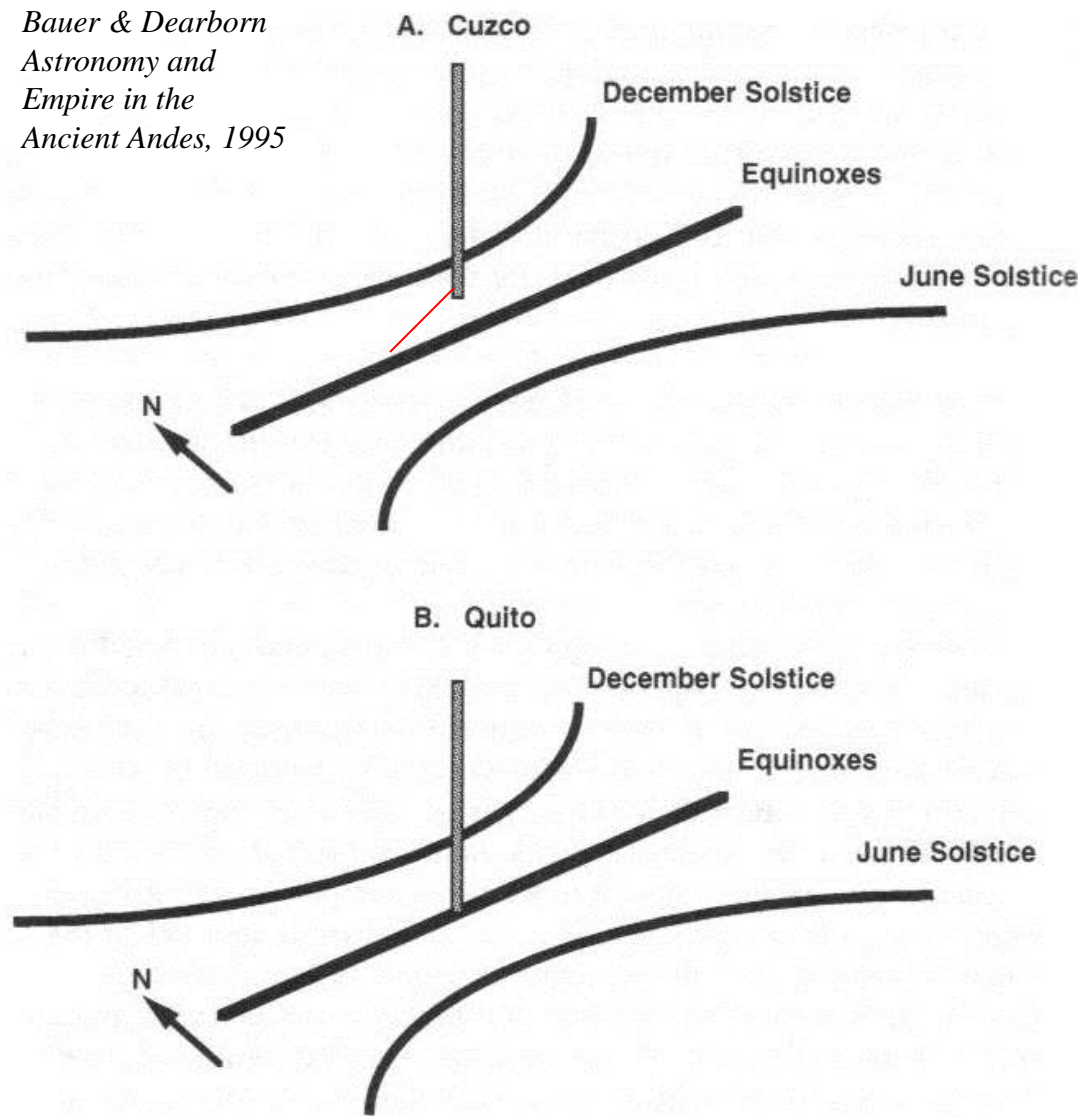 Bauer & Dearborn
Astronomy and
Empire in the
Ancient Andes, 1995
A. Cuzco
December Solstice
Equinoxes
June Solstice
N
B. Quito
December Solstice
Equinoxes
June Solstice
N